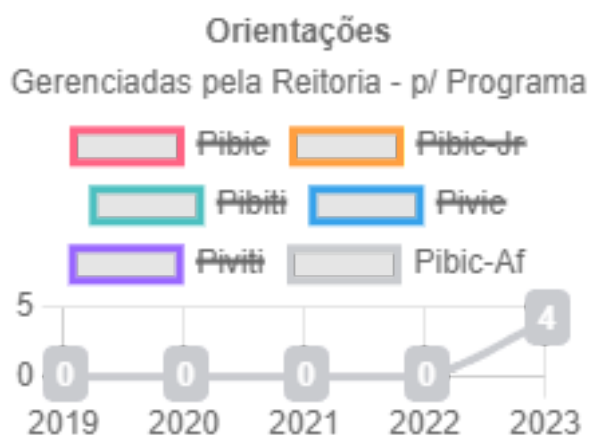 Orientações
Gerenciadas pela Reitoria - p/ Programa
Pibic Pibic-Jr
Pibiti Pivic
Piviti Pibic-Af
5
4
0 0 0 0 0
2019 2020 2021 2022 2023